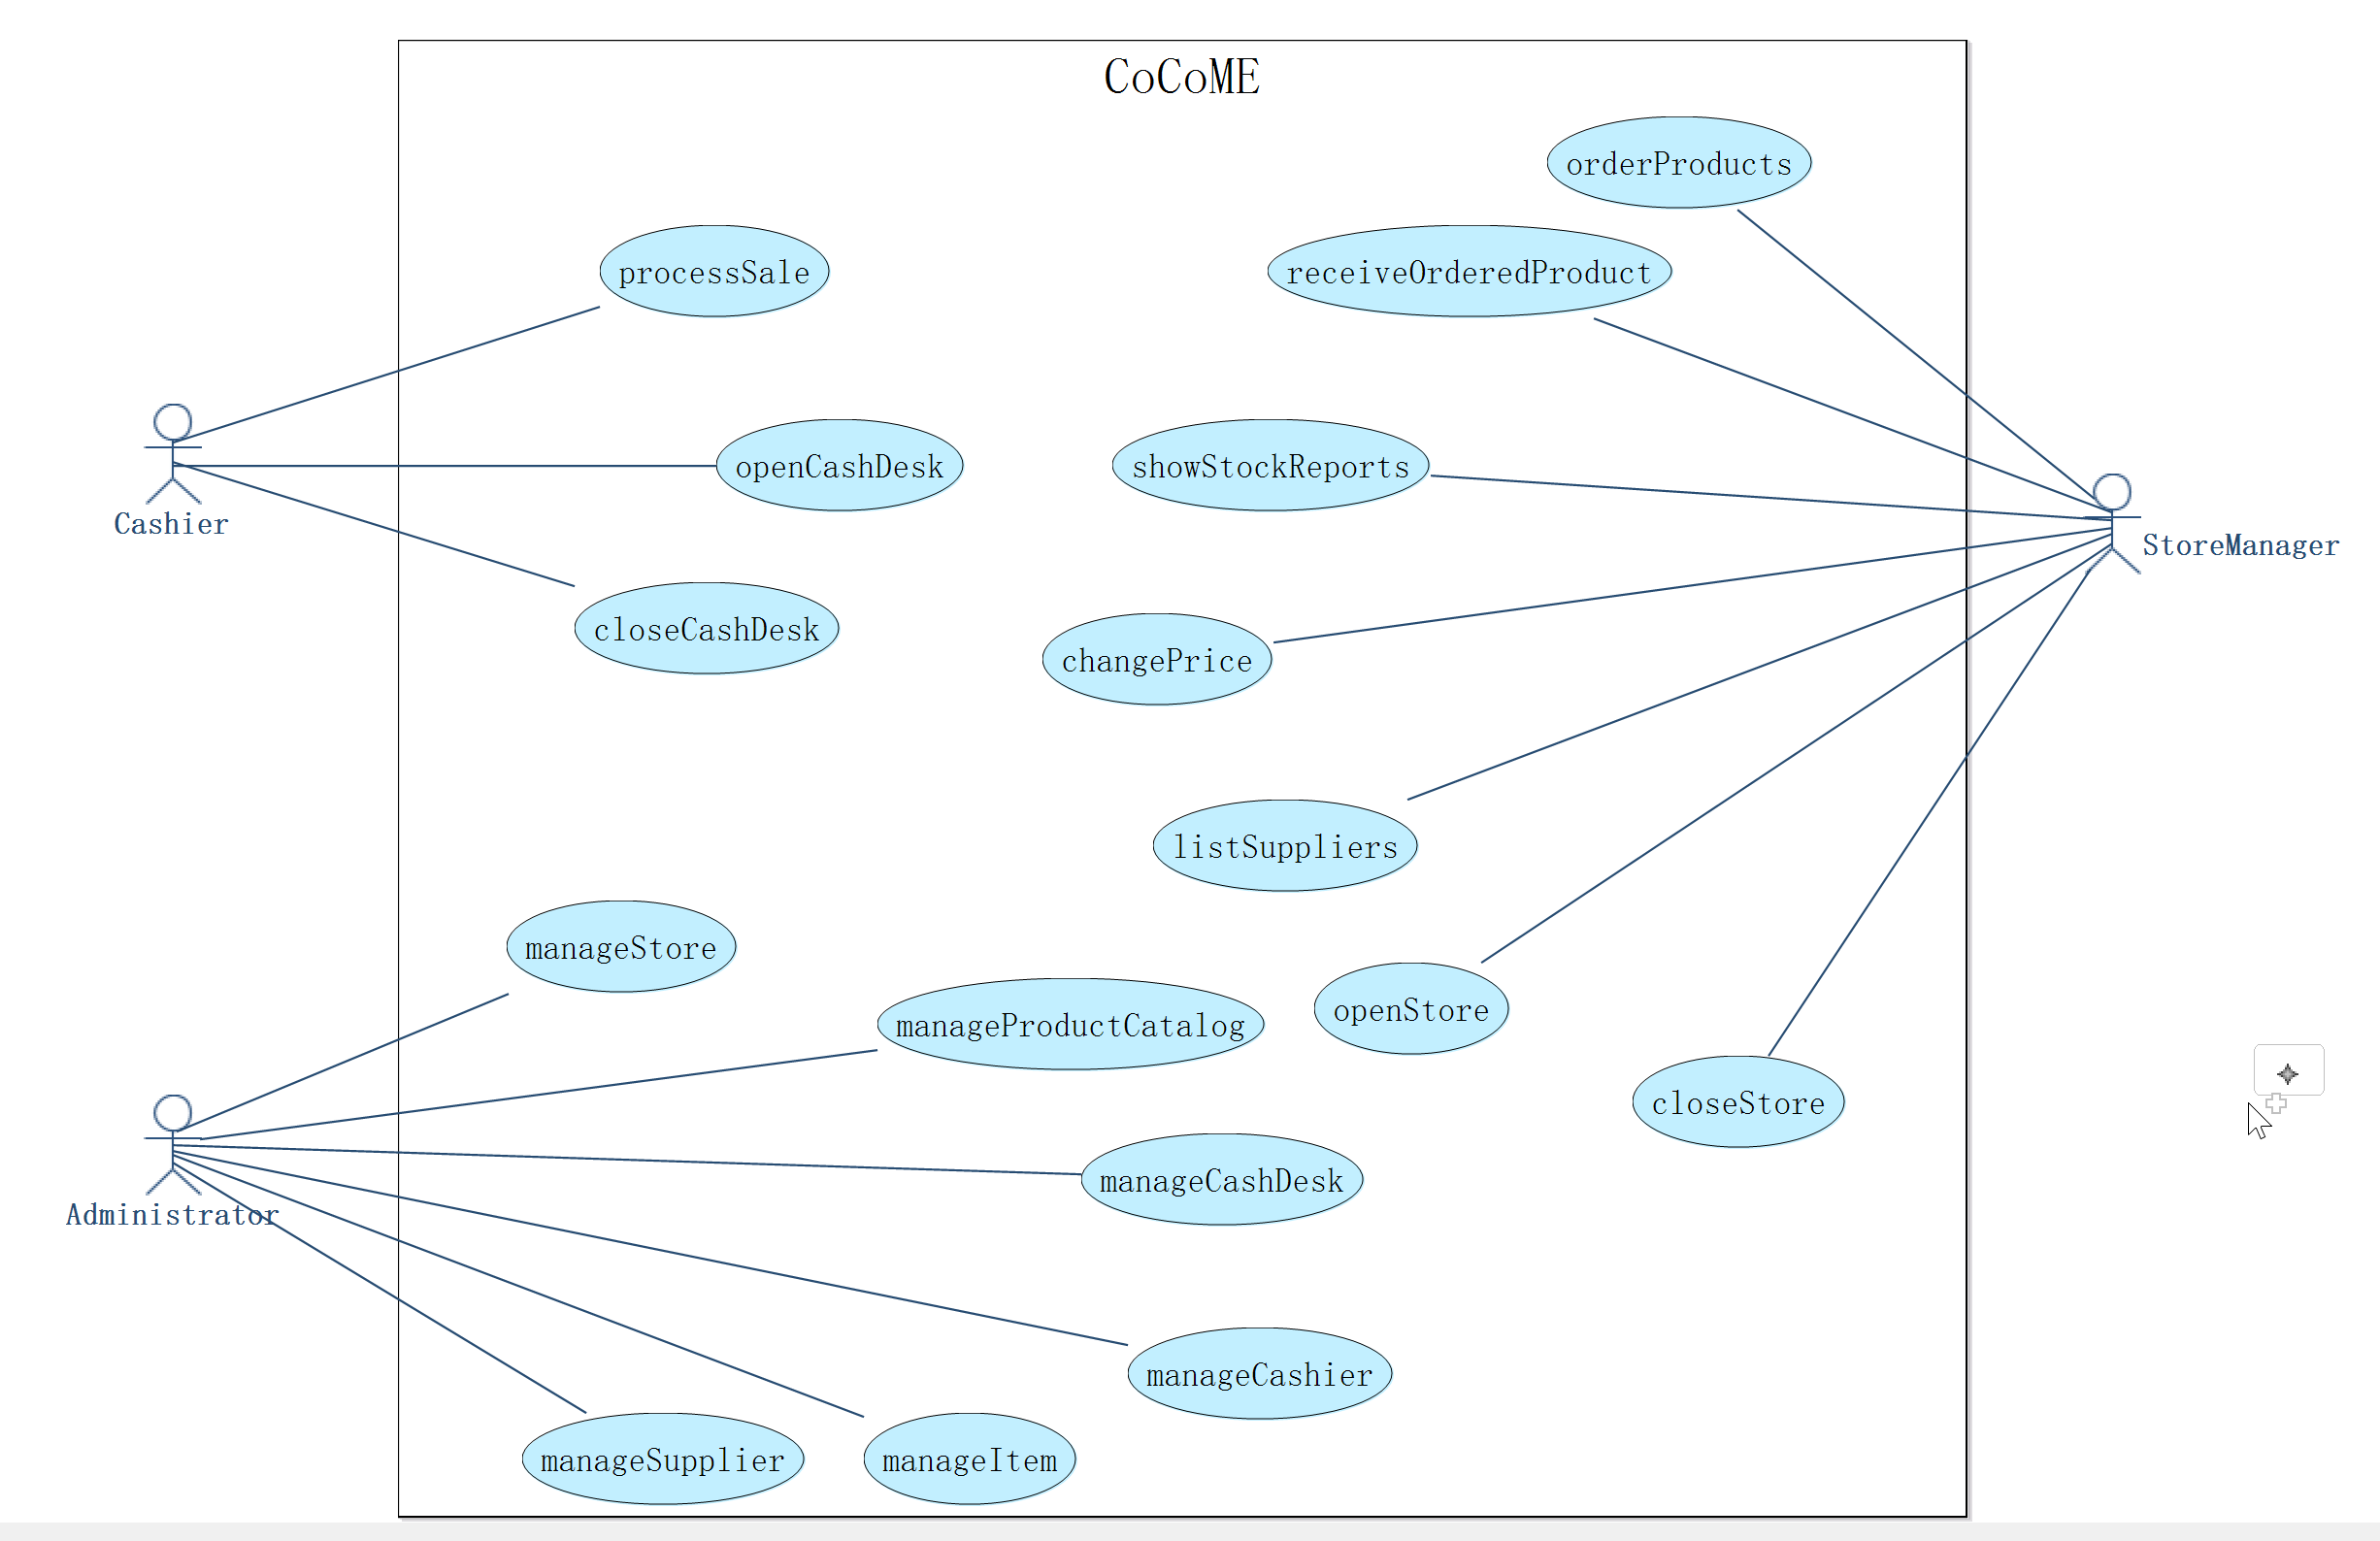 CoCoME
orderProducts
processSale
receiveOrderedProduct
openCashDesk
showStockReports
Cashier
StoreManager
closeCashDesk
changePrice
listSuppliers
manageStore
openStore
manageProductCatalog
closeStore
manageCashDesk
Administrator
manageCashier
manageSupplier
manageItem